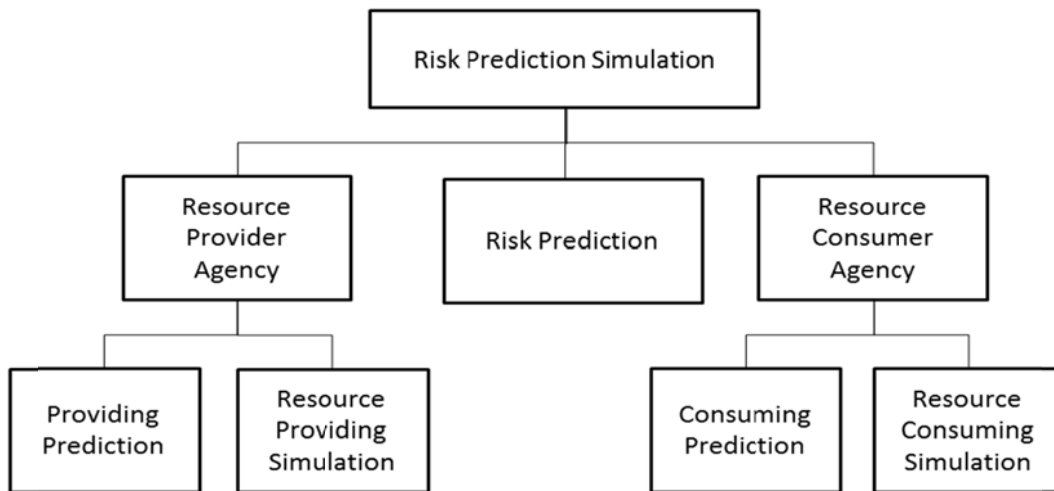 Risk Prediction Simulation
Resource
Provider
Agency
Risk Prediction
Resource
Consumer
Agency
Providing
Prediction
Resource
Providing
Simulation
Consuming
Prediction
Resource
Consuming
Simulation